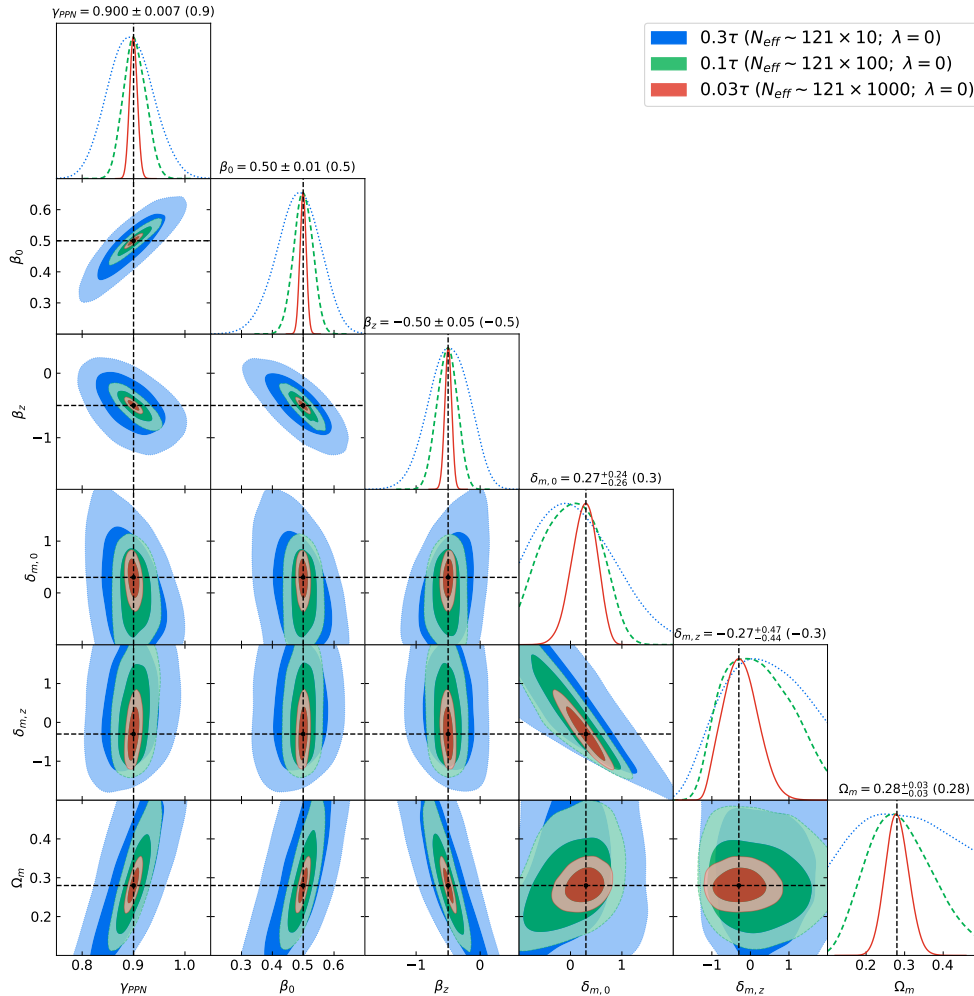 γ_PPN = 0.900 ± 0.007 (0.9)
0.3τ (N_eff ~ 121 × 10; λ = 0)
0.1τ (N_eff ~ 121 × 100; λ = 0)
0.03τ (N_eff ~ 121 × 1000; λ = 0)
β_0 = 0.50 ± 0.01 (0.5)
0.6
0.5
0.4
0.3
β_0
β_z = −0.50 ± 0.05 (−0.5)
0
−1
β_z
δ_{m,0} = 0.27^{+0.24}_{−0.26} (0.3)
1
0
δ_{m,0}
δ_{m,z} = −0.27^{+0.47}_{−0.44} (−0.3)
1
0
−1
δ_{m,z}
Ω_m = 0.28^{+0.03}_{−0.03} (0.28)
0.4
0.3
0.2
Ω_m
0.8 0.9 1.0 0.3 0.4 0.5 0.6 −1 0 0 1 −1 0 1 0.2 0.3 0.4
γ_PPN β_0 β_z δ_{m,0} δ_{m,z} Ω_m